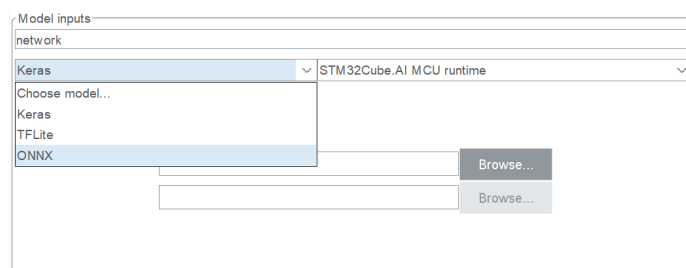 Model inputs
network
Keras STM32Cube.AI MCU runtime
Choose model...
Keras
TFLite
ONNX
Browse...
Browse...